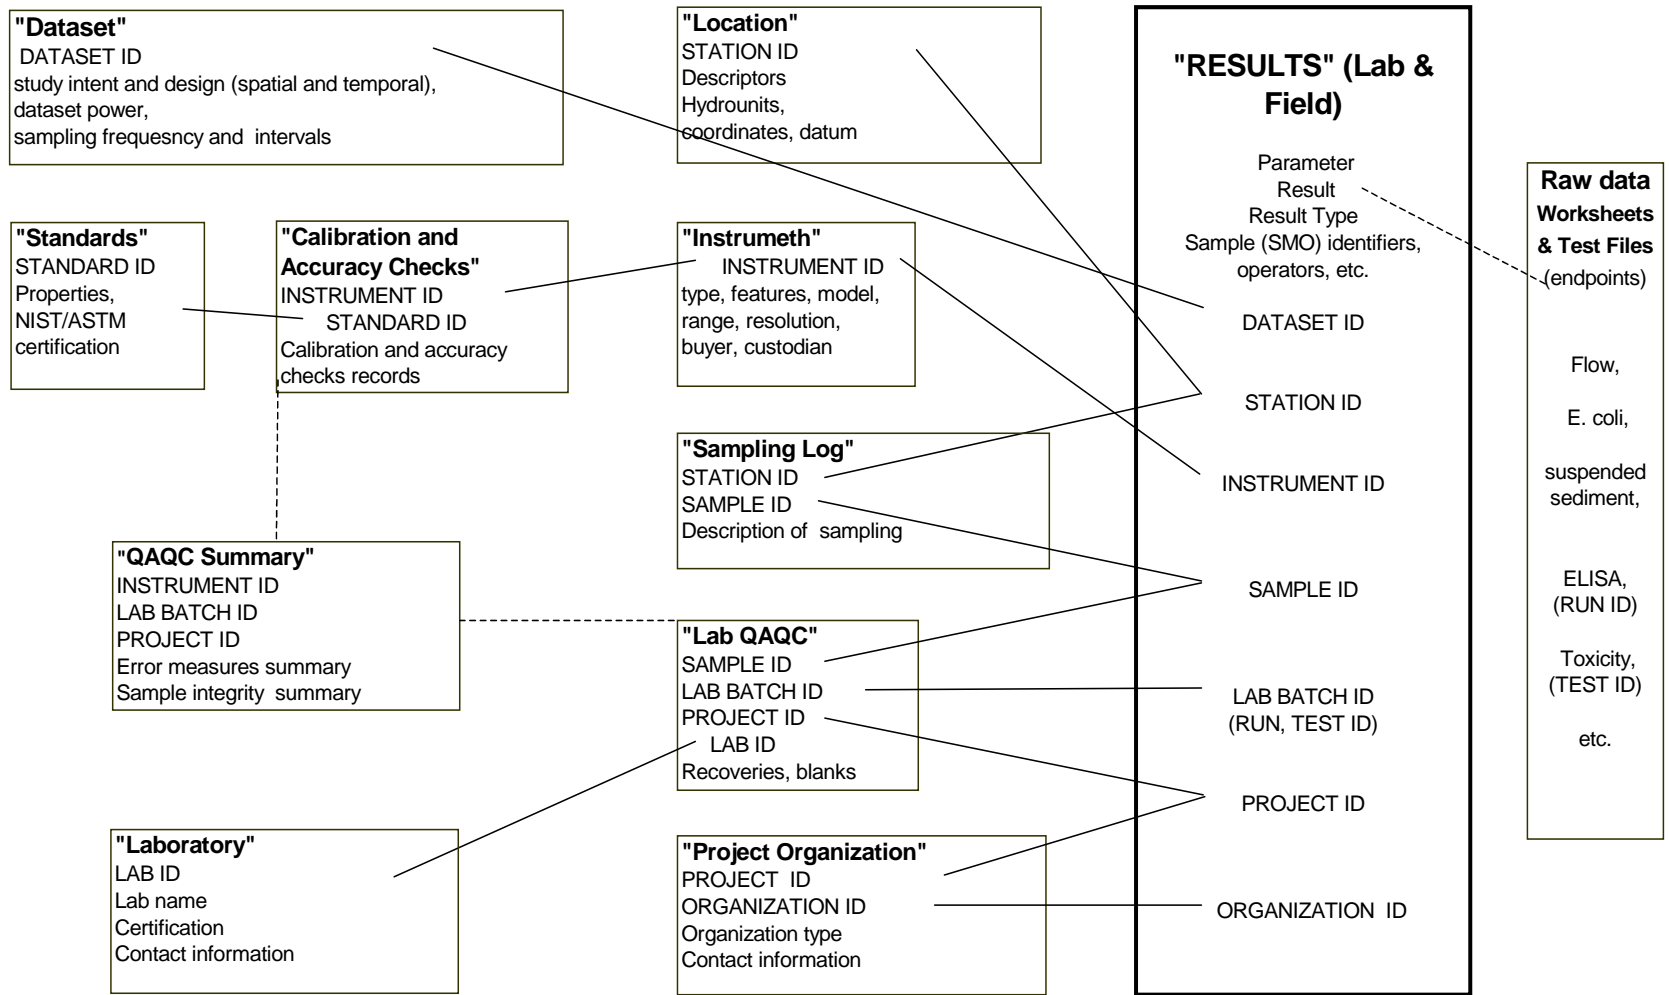 "Dataset"
DATASET ID
study intent and design (spatial and temporal),
dataset power,
sampling frequesncy and intervals
"Location"
STATION ID
Descriptors
Hydrounits,
coordinates, datum
"Standards"
STANDARD ID
Properties,
NIST/ASTM
certification
"Calibration and
Accuracy Checks"
INSTRUMENT ID
STANDARD ID
Calibration and accuracy
checks records
"Instrumeth"
INSTRUMENT ID
type, features, model,
range, resolution,
buyer, custodian
"Sampling Log"
STATION ID
SAMPLE ID
Description of sampling
"QAQC Summary"
INSTRUMENT ID
LAB BATCH ID
PROJECT ID
Error measures summary
Sample integrity summary
"Lab QAQC"
SAMPLE ID
LAB BATCH ID
PROJECT ID
LAB ID
Recoveries, blanks
"Laboratory"
LAB ID
Lab name
Certification
Contact information
"Project Organization"
PROJECT ID
ORGANIZATION ID
Organization type
Contact information
"RESULTS" (Lab &
Field)
Parameter
Result
Result Type
Sample (SMO) identifiers,
operators, etc.
DATASET ID
STATION ID
INSTRUMENT ID
SAMPLE ID
LAB BATCH ID
(RUN, TEST ID)
PROJECT ID
ORGANIZATION ID
Raw data
Worksheets
& Test Files
(endpoints)
Flow,
E. coli,
suspended
sediment,
ELISA,
(RUN ID)
Toxicity,
(TEST ID)
etc.